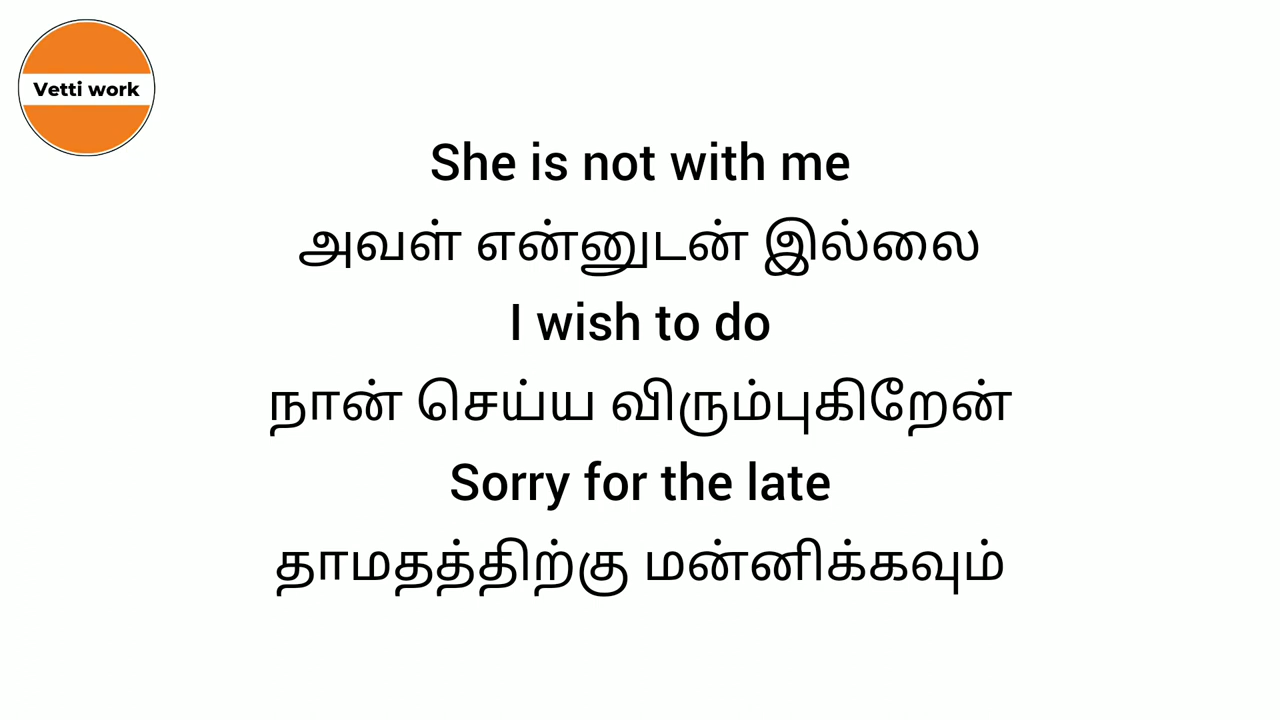 Vetti work
She is not with me
அவள் என்னுடன் இல்லை
I wish to do
நான் செய்ய விரும்புகிறேன்
Sorry for the late
தாமதத்திற்கு மன்னிக்கவும்